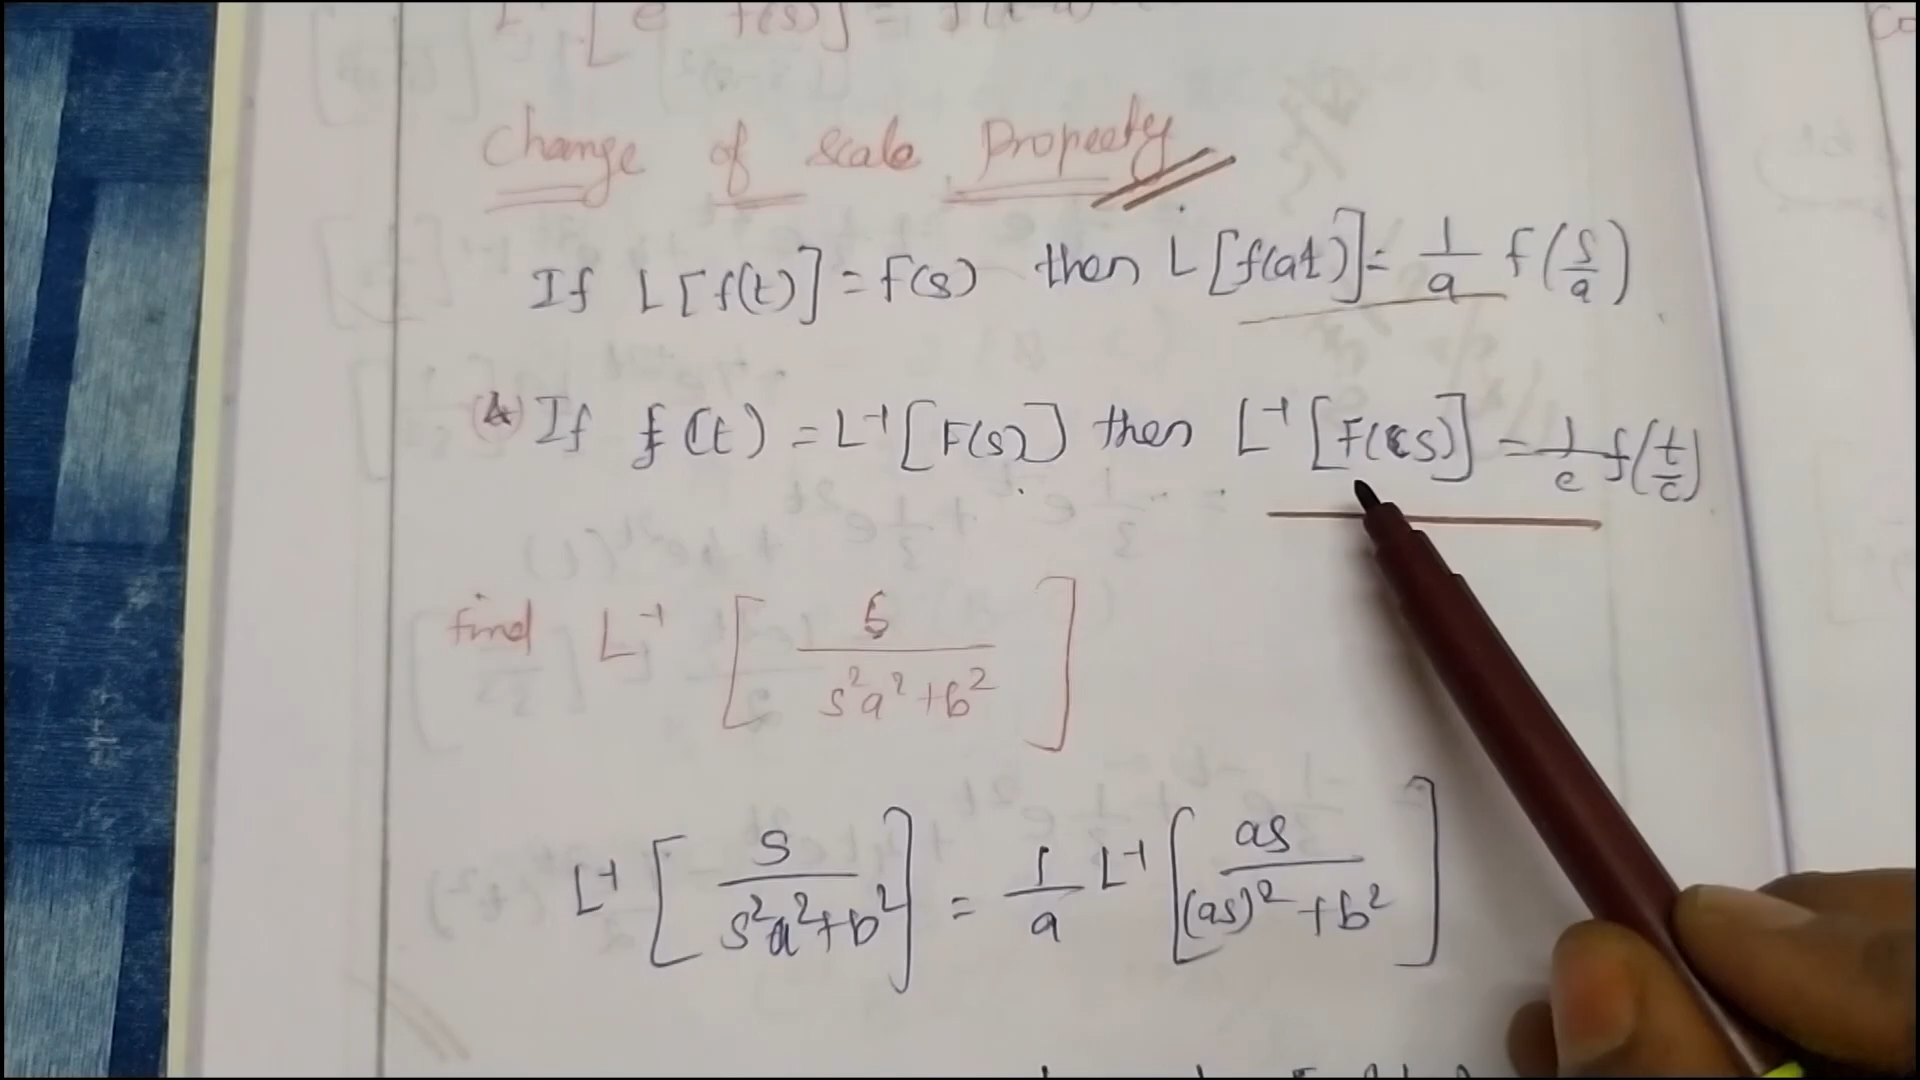 L⁻¹[e f(s)] =
Change of scale Property
If L[f(t)] = F(s) then L[f(at)] = 1/a f(s/a)
If f(t) = L⁻¹[F(s)] then L⁻¹[F(cs)] = 1/c f(t/c)
find L⁻¹ [s/(s²a²+b²)]
L⁻¹ [s/(s²a²+b²)] = 1/a L⁻¹ [as/((as)²+b²)]